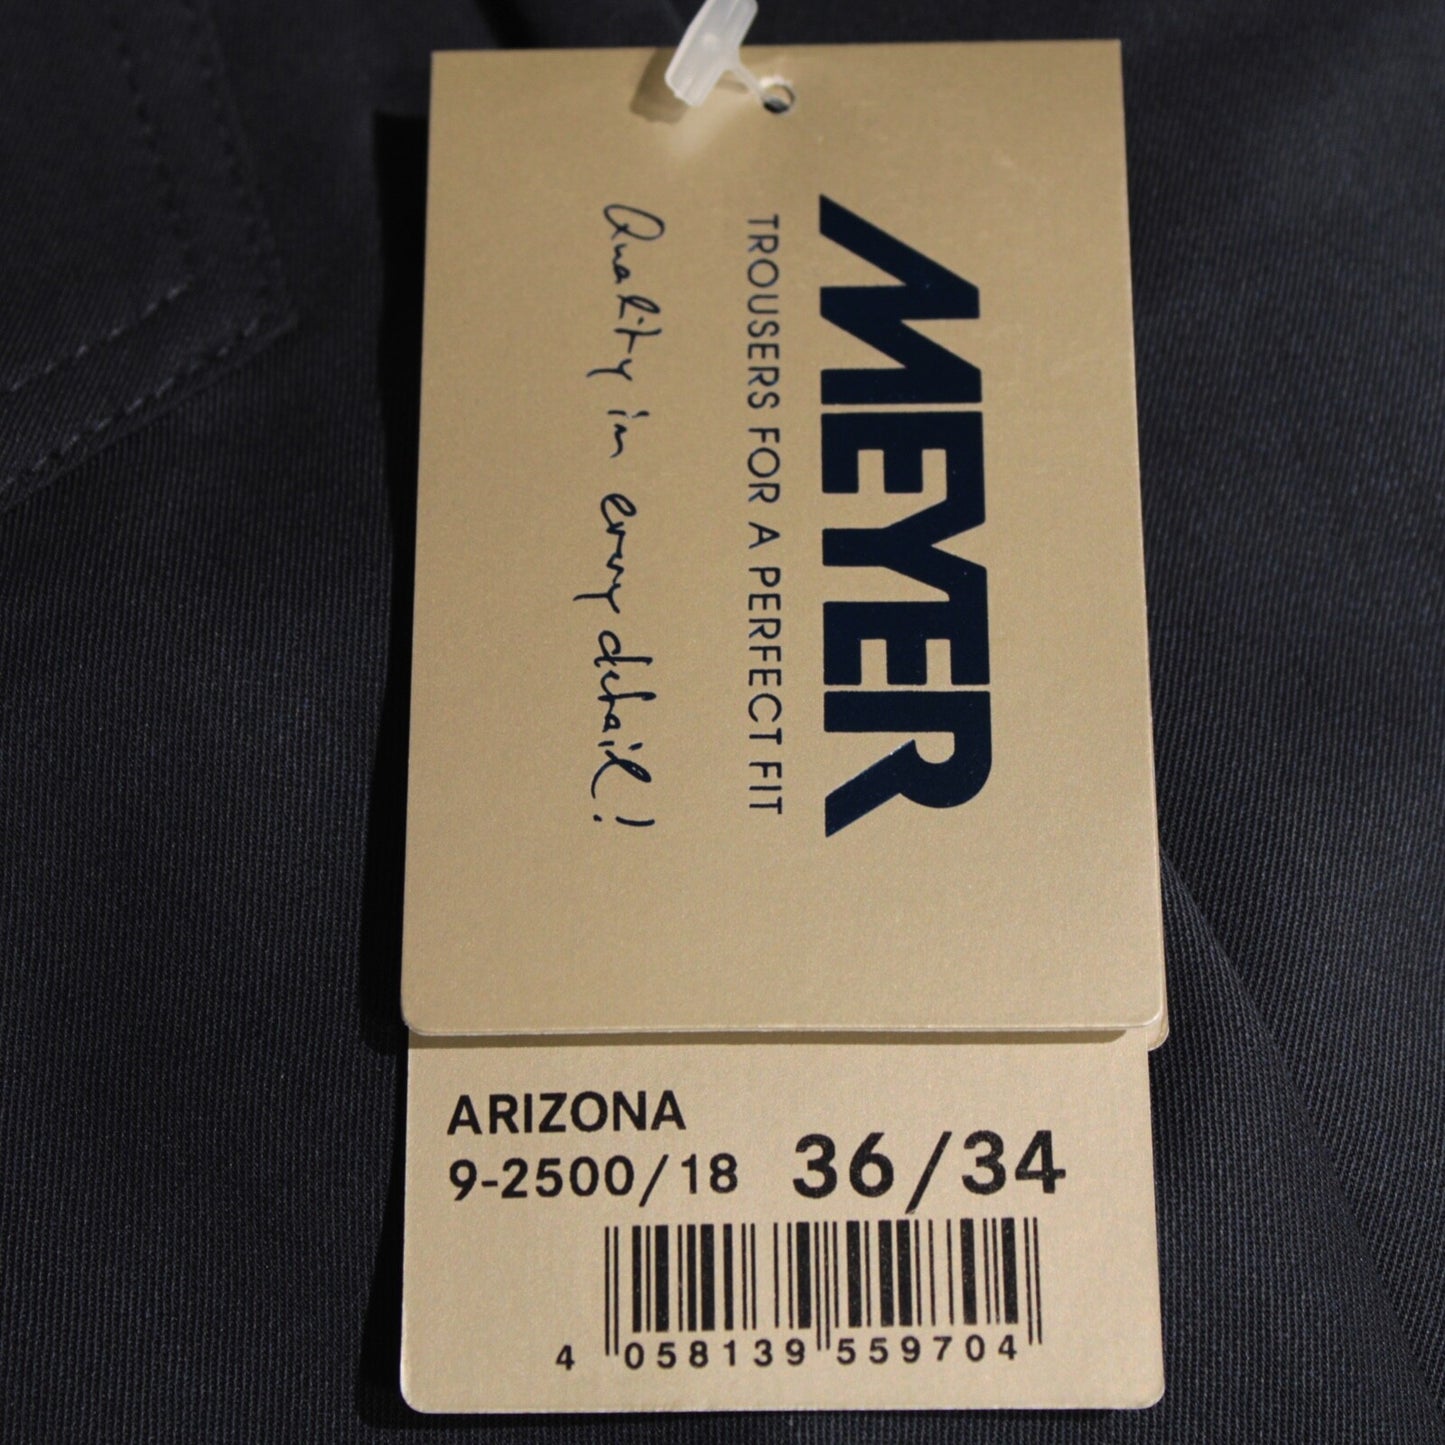 MEYER
TROUSERS FOR A PERFECT FIT
Quality in every detail!
ARIZONA
9-2500/18 36/34
4 058139 559704